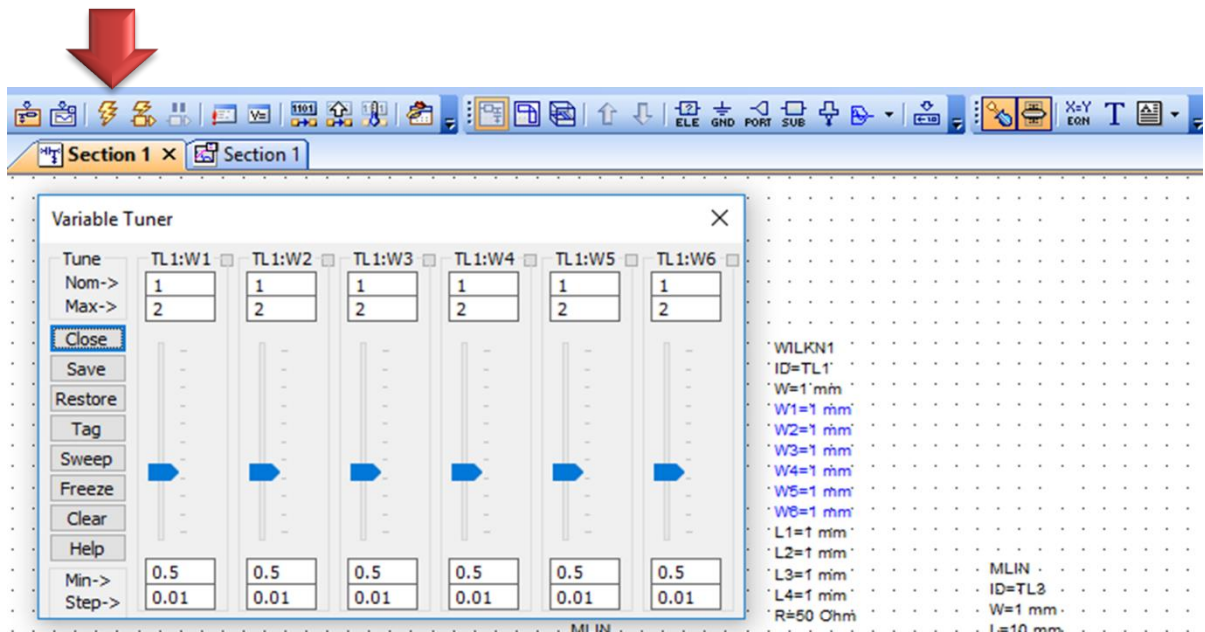 1101
ELE GND PORT SUB
X=Y
EQN
T
V=
Section 1
Section 1
Variable Tuner
Tune TL1:W1 TL1:W2 TL1:W3 TL1:W4 TL1:W5 TL1:W6
Nom-> 1 1 1 1 1 1
Max-> 2 2 2 2 2 2
Close
Save
Restore
Tag
Sweep
Freeze
Clear
Help
Min-> 0.5 0.5 0.5 0.5 0.5 0.5
Step-> 0.01 0.01 0.01 0.01 0.01 0.01
WILKN1
ID=TL1
W=1 mm
W1=1 mm
W2=1 mm
W3=1 mm
W4=1 mm
W5=1 mm
W6=1 mm
L1=1 mm
L2=1 mm
L3=1 mm
L4=1 mm
R=50 Ohm
MLIN
ID=TL3
W=1 mm
L=10 mm
MLIN